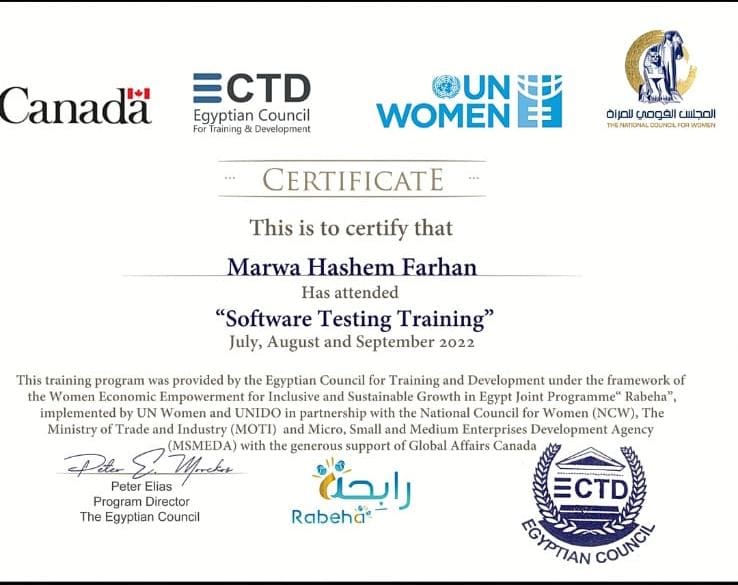 Canada
ECTD
Egyptian Council
For Training & Development
UN
WOMEN
المجلس القومي للمرأة
THE NATIONAL COUNCIL FOR WOMEN
... CERTIFICATE ...
This is to certify that
Marwa Hashem Farhan
Has attended
“Software Testing Training”
July, August and September 2022
This training program was provided by the Egyptian Council for Training and Development under the framework of
the Women Economic Empowerment for Inclusive and Sustainable Growth in Egypt Joint Programme“ Rabeha”,
implemented by UN Women and UNIDO in partnership with the National Council for Women (NCW), The
Ministry of Trade and Industry (MOTI) and Micro, Small and Medium Enterprises Development Agency
(MSMEDA) with the generous support of Global Affairs Canada
Peter E. Morckos
Peter Elias
Program Director
The Egyptian Council
رابحة
Rabeha
ECTD
EGYPTIAN COUNCIL